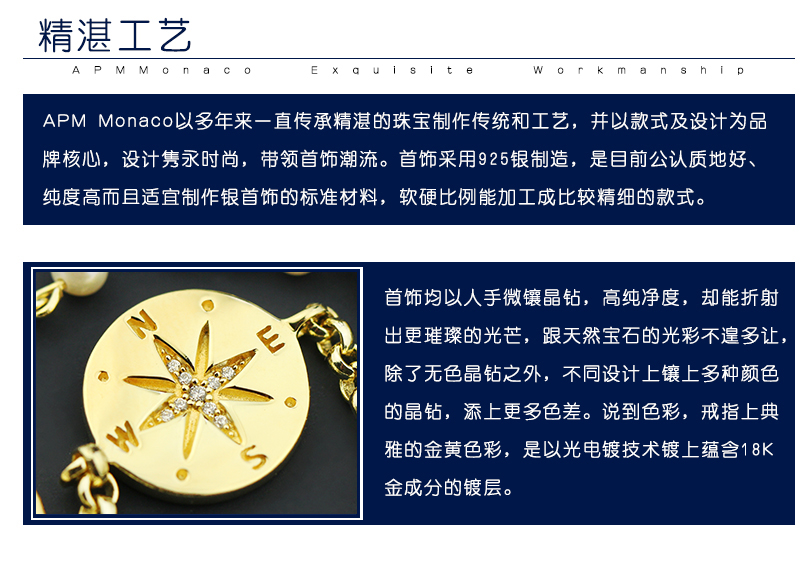 精湛工艺
APMMonaco Exquisite Workmanship
APM Monaco以多年来一直传承精湛的珠宝制作传统和工艺，并以款式及设计为品
牌核心，设计隽永时尚，带领首饰潮流。首饰采用925银制造，是目前公认质地好、
纯度高而且适宜制作银首饰的标准材料，软硬比例能加工成比较精细的款式。
首饰均以人手微镶晶钻，高纯净度，却能折射
出更璀璨的光芒，跟天然宝石的光彩不遑多让，
除了无色晶钻之外，不同设计上镶上多种颜色
的晶钻，添上更多色差。说到色彩，戒指上典
雅的金黄色彩，是以光电镀技术镀上蕴含18K
金成分的镀层。
N
E
W
S